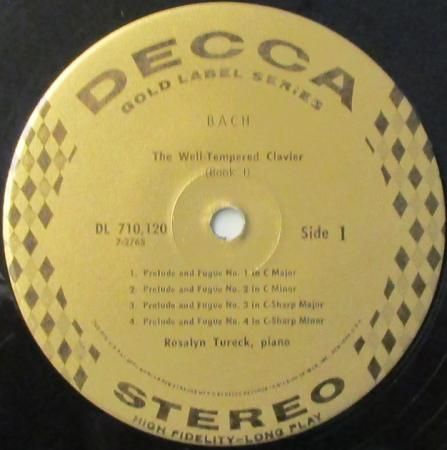 DECCA
GOLD LABEL SERIES
BACH
The Well-Tempered Clavier
(Book I)
DL 710,120
7-2765
Side 1
1. Prelude and Fugue No. 1 in C Major
2. Prelude and Fugue No. 2 in C Minor
3. Prelude and Fugue No. 3 in C-Sharp Major
4. Prelude and Fugue No. 4 in C-Sharp Minor
Rosalyn Tureck, piano
STEREO
HIGH FIDELITY-LONG PLAY